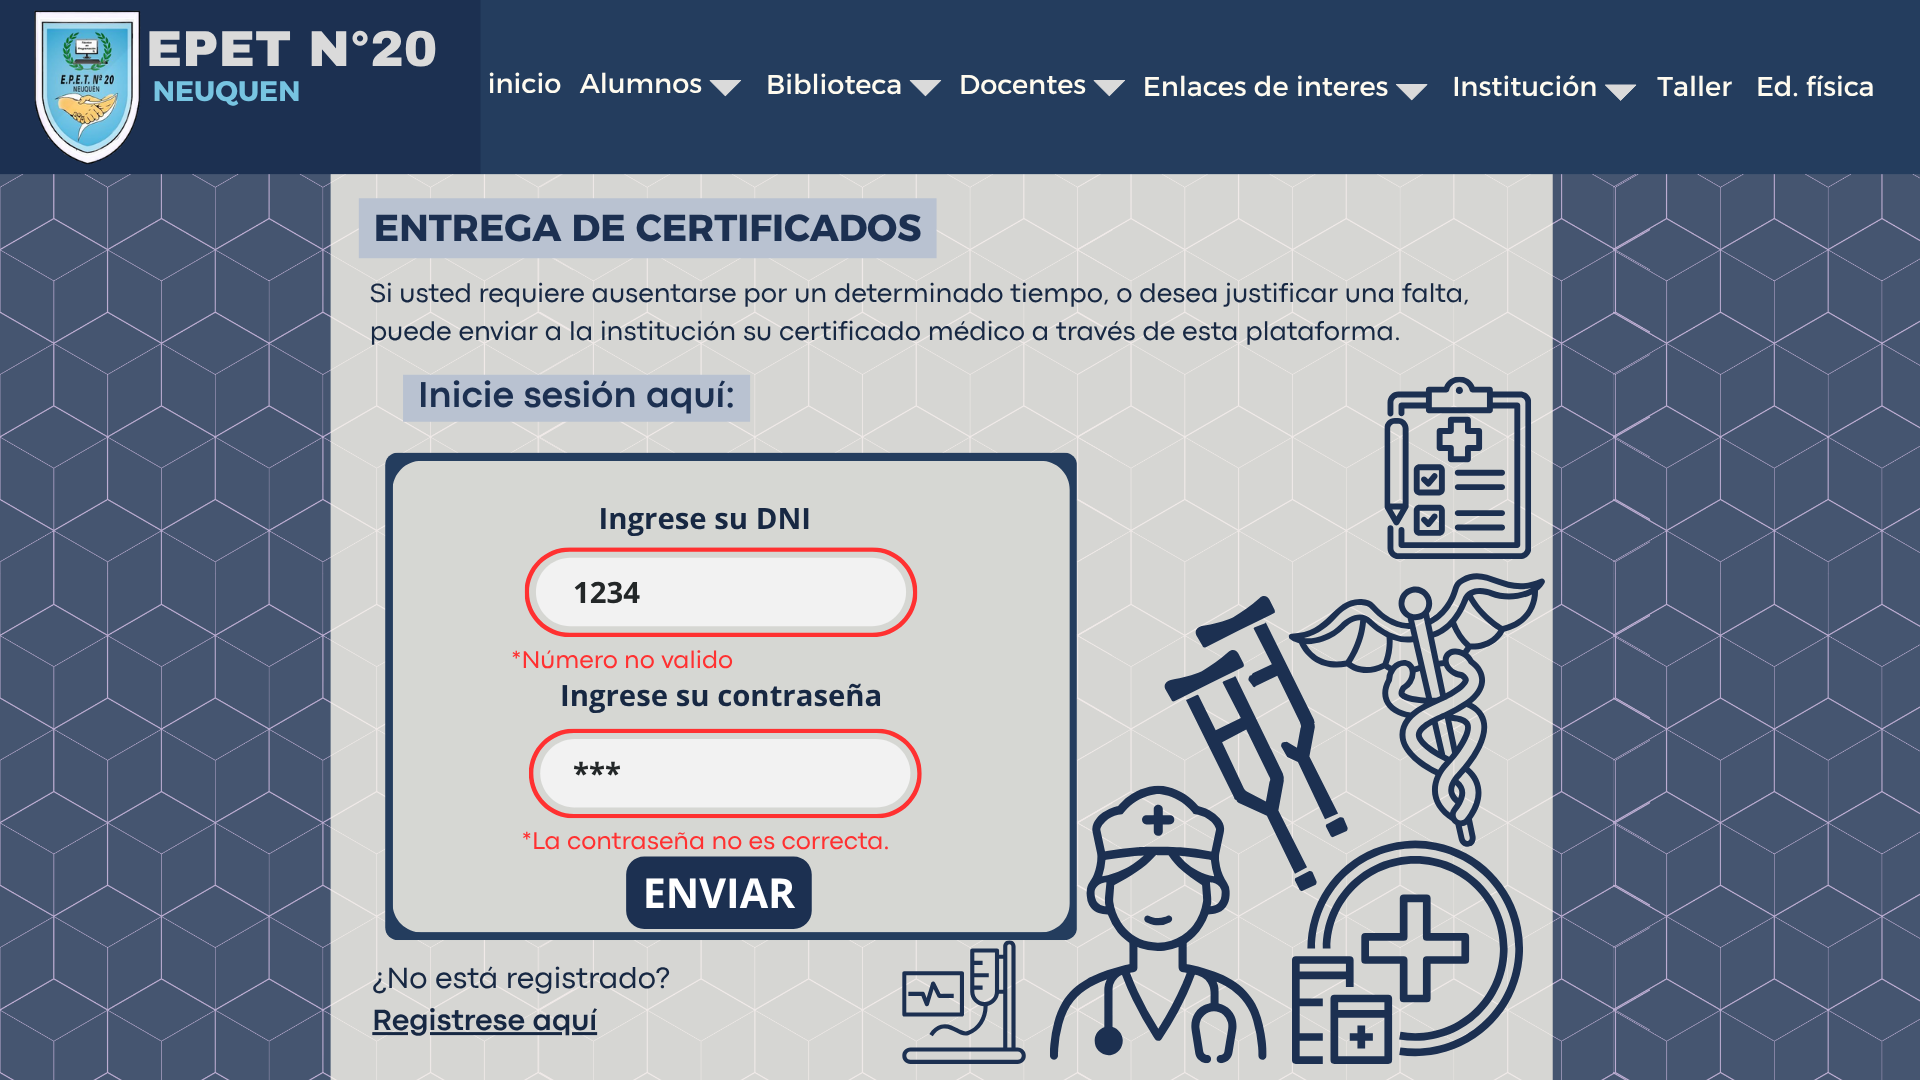 EPET N°20
NEUQUEN
E.P.E.T. Nº 20
NEUQUÉN
inicio Alumnos Biblioteca Docentes Enlaces de interes Institución Taller Ed. física
ENTREGA DE CERTIFICADOS
Si usted requiere ausentarse por un determinado tiempo, o desea justificar una falta,
puede enviar a la institución su certificado médico a través de esta plataforma.
Inicie sesión aquí:
Ingrese su DNI
1234
*Número no valido
Ingrese su contraseña
***
*La contraseña no es correcta.
ENVIAR
¿No está registrado?
Registrese aquí